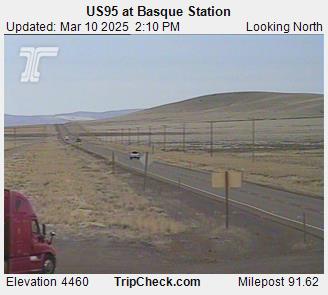 US95 at Basque Station
Updated: Mar 10 2025 2:10 PM Looking North
Elevation 4460 TripCheck.com Milepost 91.62